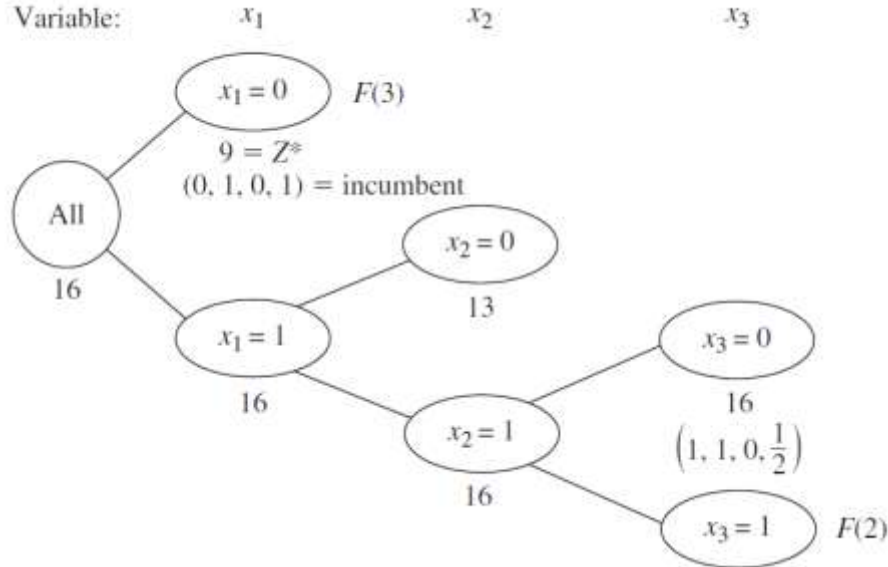 Variable: x₁ x₂ x₃
x₁ = 0 F(3)
9 = Z*
(0, 1, 0, 1) = incumbent
All
16
x₂ = 0
13
x₁ = 1
16
x₃ = 0
16
(1, 1, 0, 1/2)
x₂ = 1
16
x₃ = 1 F(2)